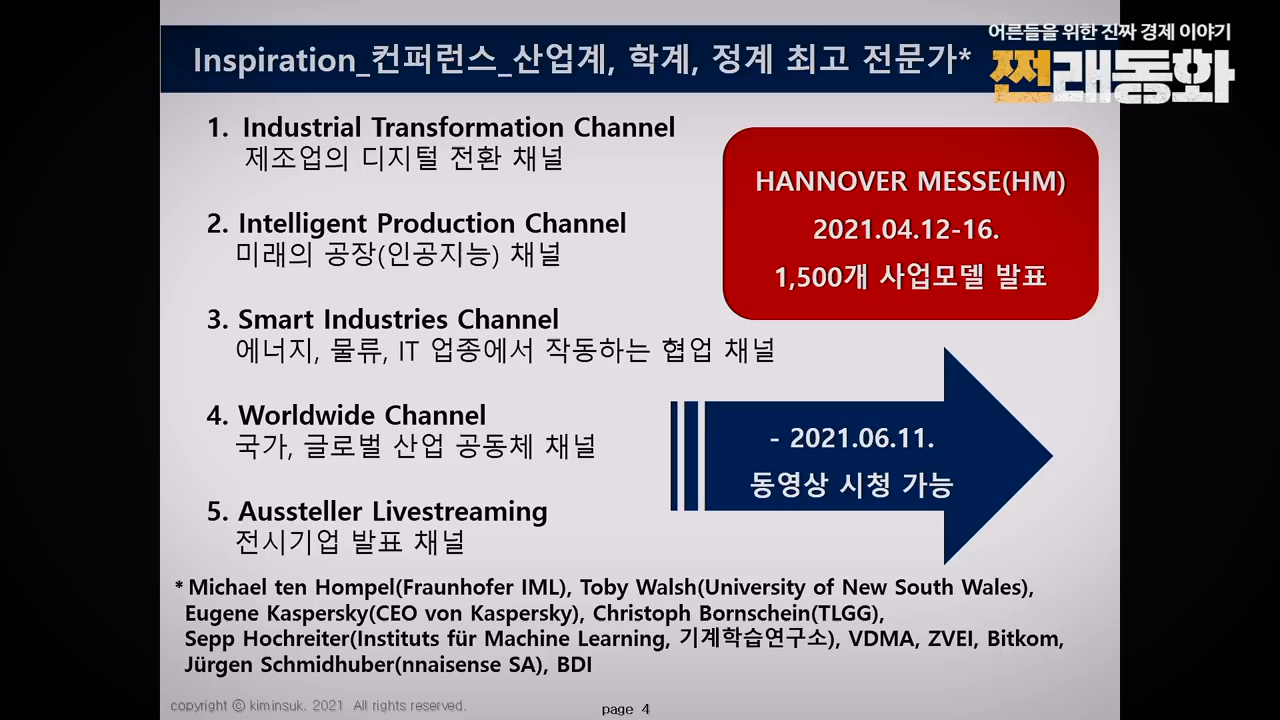 어른들을 위한 진짜 경제 이야기
쩐래동화
Inspiration_컨퍼런스_산업계, 학계, 정계 최고 전문가*
1. Industrial Transformation Channel
제조업의 디지털 전환 채널
2. Intelligent Production Channel
미래의 공장(인공지능) 채널
3. Smart Industries Channel
에너지, 물류, IT 업종에서 작동하는 협업 채널
4. Worldwide Channel
국가, 글로벌 산업 공동체 채널
5. Aussteller Livestreaming
전시기업 발표 채널
HANNOVER MESSE(HM)
2021.04.12-16.
1,500개 사업모델 발표
- 2021.06.11.
동영상 시청 가능
* Michael ten Hompel(Fraunhofer IML), Toby Walsh(University of New South Wales),
Eugene Kaspersky(CEO von Kaspersky), Christoph Bornschein(TLGG),
Sepp Hochreiter(Instituts für Machine Learning, 기계학습연구소), VDMA, ZVEI, Bitkom,
Jürgen Schmidhuber(nnaisense SA), BDI
copyright ⓒ kiminsuk. 2021 All rights reserved.
page 4